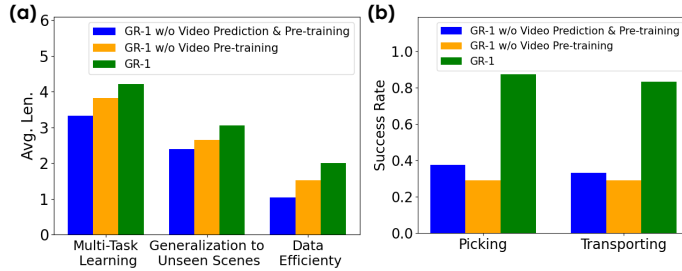 (a)
GR-1 w/o Video Prediction & Pre-training
GR-1 w/o Video Pre-training
GR-1
Avg. Len.
6
5
4
3
2
1
0
Multi-Task
Learning
Generalization to
Unseen Scenes
Data
Efficienty
(b)
GR-1 w/o Video Prediction & Pre-training
GR-1 w/o Video Pre-training
GR-1
Success Rate
1.0
0.8
0.6
0.4
0.2
0.0
Picking
Transporting